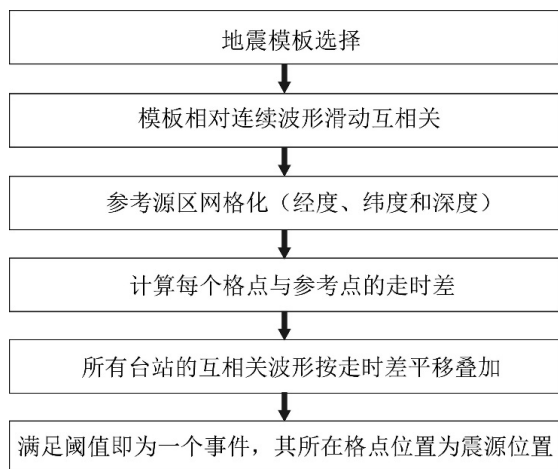 地震模板选择
模板相对连续波形滑动互相关
参考源区网格化（经度、纬度和深度）
计算每个格点与参考点的走时差
所有台站的互相关波形按走时差平移叠加
满足阈值即为一个事件，其所在格点位置为震源位置